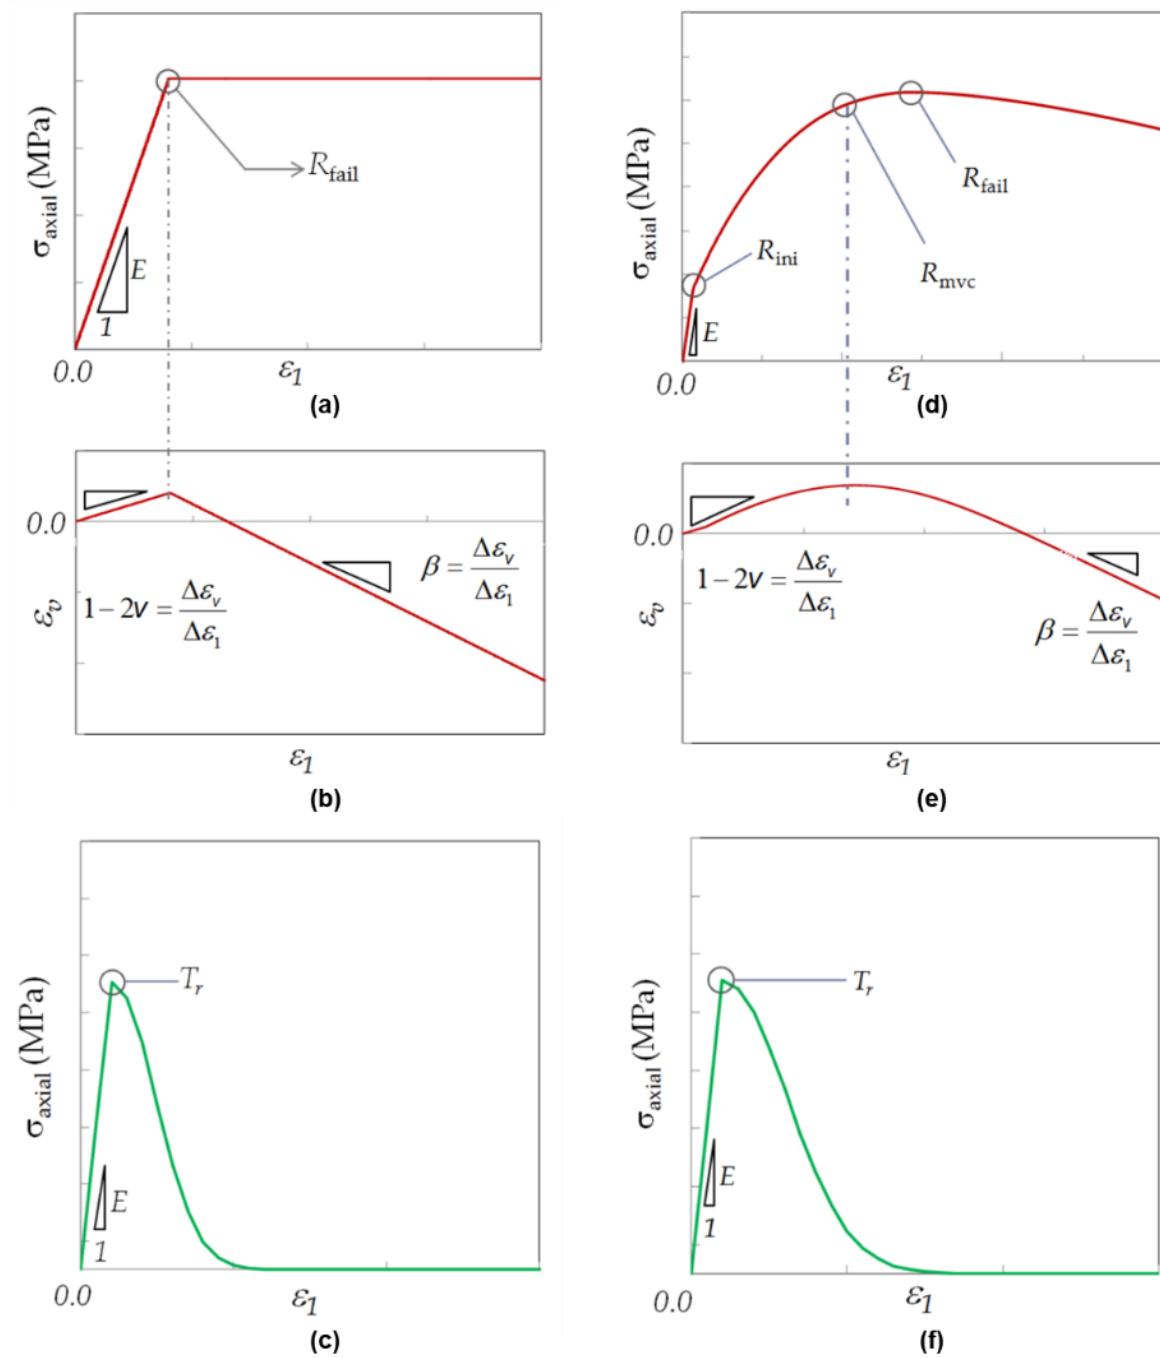 σaxial (MPa)
Rfail
E
1
0.0
ε1
(a)
0.0
εv
1 − 2v = Δεv / Δε1
β = Δεv / Δε1
ε1
(b)
σaxial (MPa)
Tr
E
1
0.0
ε1
(c)
σaxial (MPa)
Rini
Rmvc
Rfail
E
0.0
ε1
(d)
0.0
εv
1 − 2v = Δεv / Δε1
β = Δεv / Δε1
ε1
(e)
σaxial (MPa)
Tr
E
1
0.0
ε1
(f)